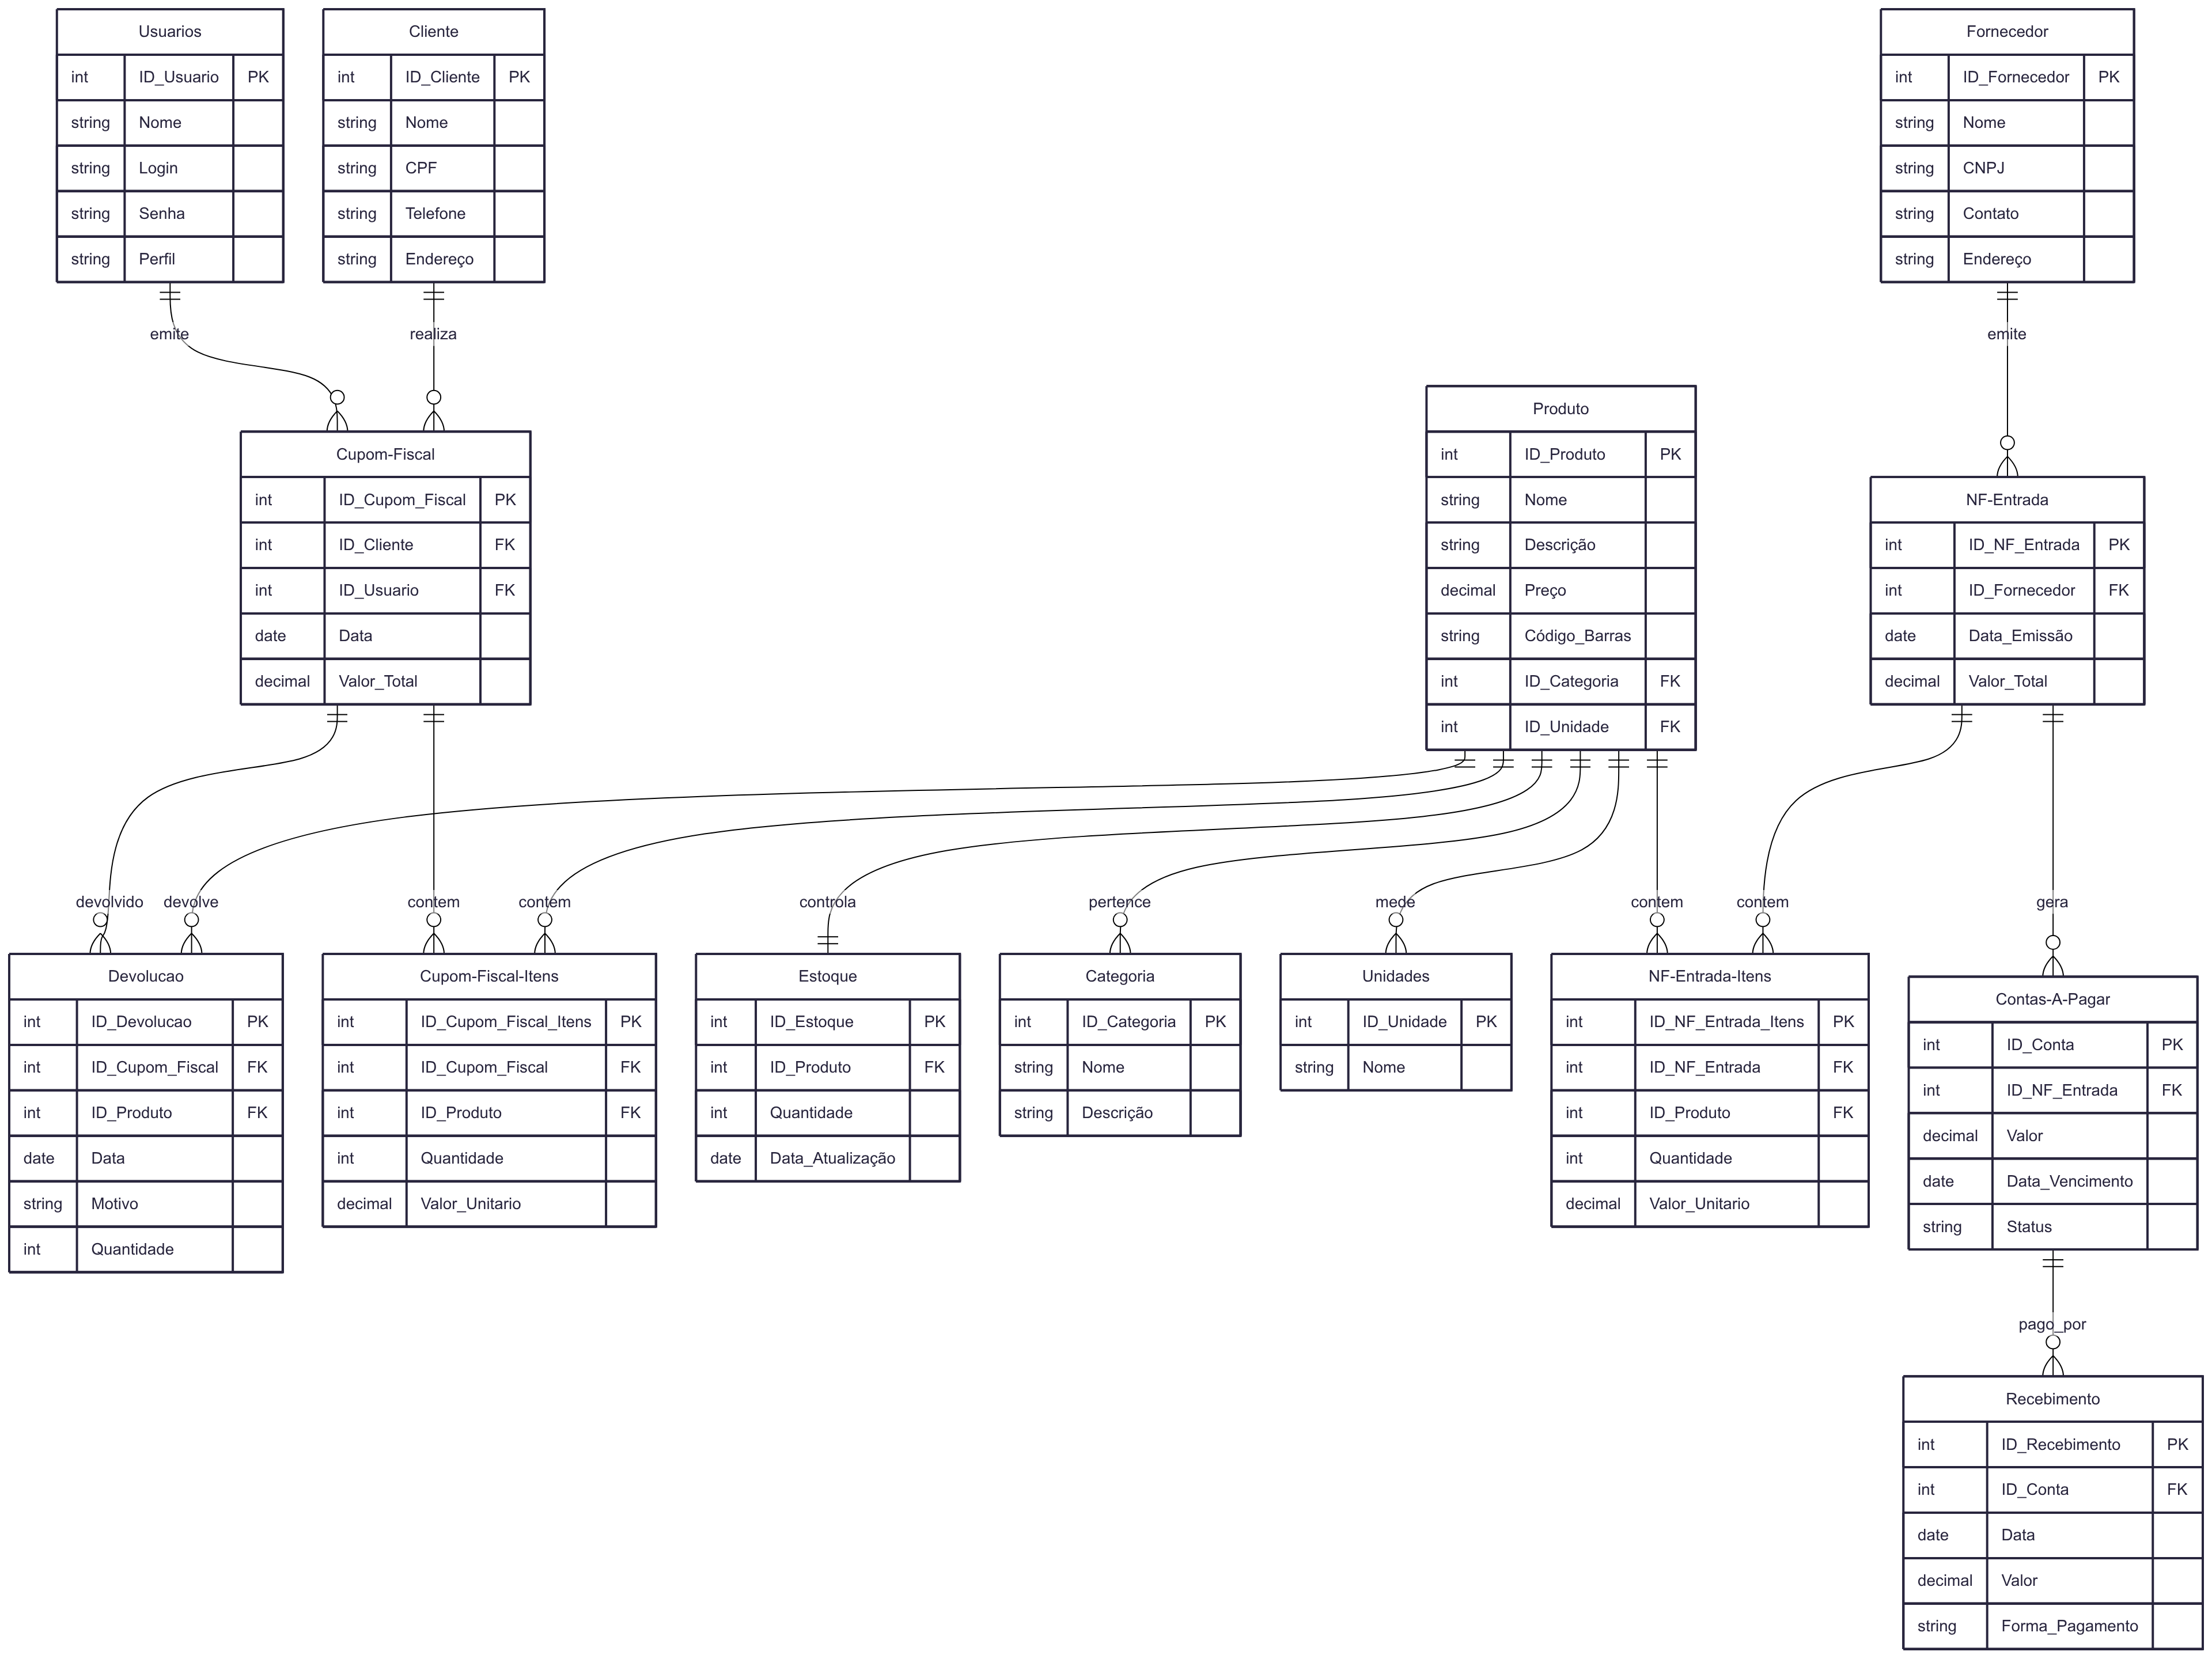 Usuarios
int ID_Usuario PK
string Nome
string Login
string Senha
string Perfil
Cliente
int ID_Cliente PK
string Nome
string CPF
string Telefone
string Endereço
Fornecedor
int ID_Fornecedor PK
string Nome
string CNPJ
string Contato
string Endereço
emite
realiza
emite
Cupom-Fiscal
int ID_Cupom_Fiscal PK
int ID_Cliente FK
int ID_Usuario FK
date Data
decimal Valor_Total
Produto
int ID_Produto PK
string Nome
string Descrição
decimal Preço
string Código_Barras
int ID_Categoria FK
int ID_Unidade FK
NF-Entrada
int ID_NF_Entrada PK
int ID_Fornecedor FK
date Data_Emissão
decimal Valor_Total
devolvido
devolve
contem
contem
controla
pertence
mede
contem
contem
gera
Devolucao
int ID_Devolucao PK
int ID_Cupom_Fiscal FK
int ID_Produto FK
date Data
string Motivo
int Quantidade
Cupom-Fiscal-Itens
int ID_Cupom_Fiscal_Itens PK
int ID_Cupom_Fiscal FK
int ID_Produto FK
int Quantidade
decimal Valor_Unitario
Estoque
int ID_Estoque PK
int ID_Produto FK
int Quantidade
date Data_Atualização
Categoria
int ID_Categoria PK
string Nome
string Descrição
Unidades
int ID_Unidade PK
string Nome
NF-Entrada-Itens
int ID_NF_Entrada_Itens PK
int ID_NF_Entrada FK
int ID_Produto FK
int Quantidade
decimal Valor_Unitario
Contas-A-Pagar
int ID_Conta PK
int ID_NF_Entrada FK
decimal Valor
date Data_Vencimento
string Status
pago_por
Recebimento
int ID_Recebimento PK
int ID_Conta FK
date Data
decimal Valor
string Forma_Pagamento